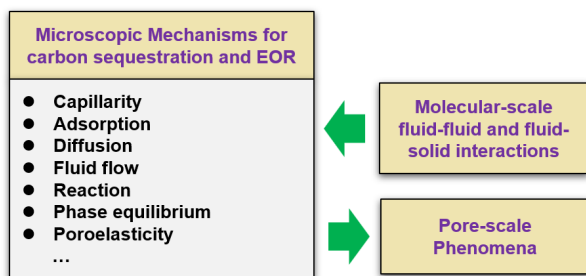 Microscopic Mechanisms for
carbon sequestration and EOR
● Capillarity
● Adsorption
● Diffusion
● Fluid flow
● Reaction
● Phase equilibrium
● Poroelasticity
...
Molecular-scale
fluid-fluid and fluid-
solid interactions
Pore-scale
Phenomena